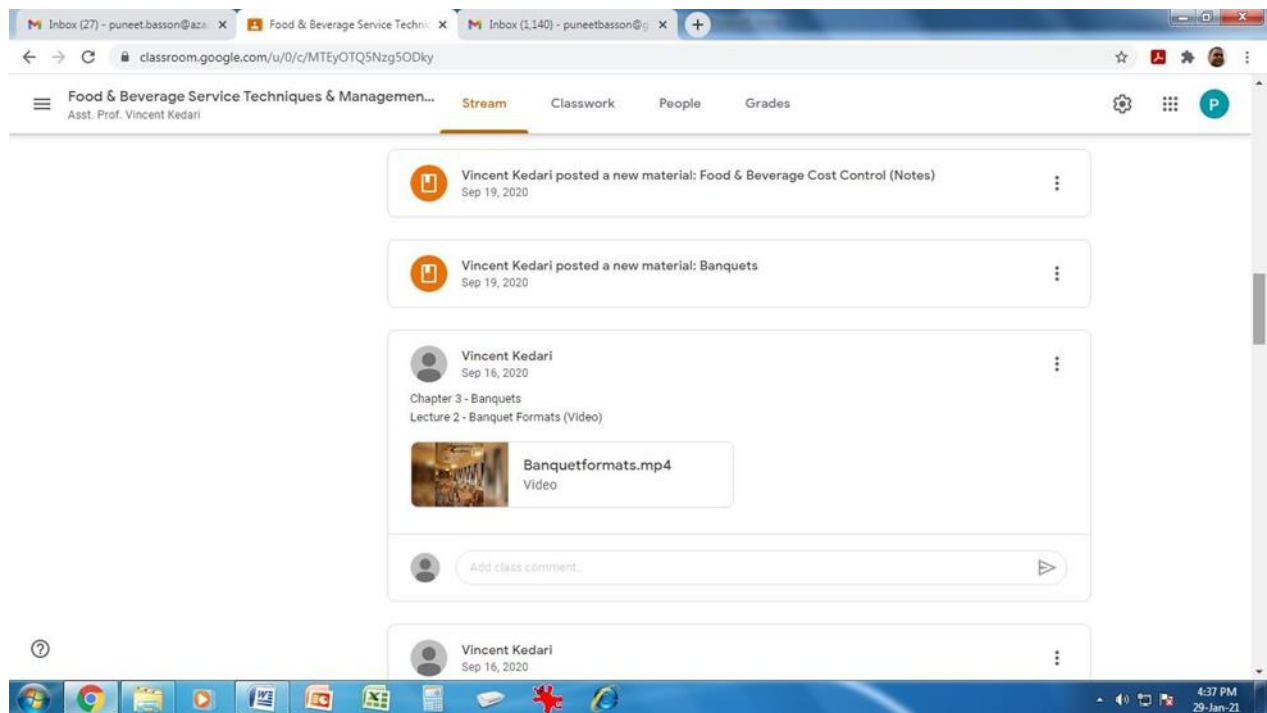 Inbox (27) - puneet.basson@aza
Food & Beverage Service Techni
Inbox (1,140) - puneetbasson@g
classroom.google.com/u/0/c/MTEyOTQ5Nzg5ODky
Food & Beverage Service Techniques & Managemen...
Asst. Prof. Vincent Kedari
Stream
Classwork
People
Grades
P
Vincent Kedari posted a new material: Food & Beverage Cost Control (Notes)
Sep 19, 2020
Vincent Kedari posted a new material: Banquets
Sep 19, 2020
Vincent Kedari
Sep 16, 2020
Chapter 3 - Banquets
Lecture 2 - Banquet Formats (Video)
Banquetformats.mp4
Video
Add class comment...
Vincent Kedari
Sep 16, 2020
4:37 PM
29-Jan-21